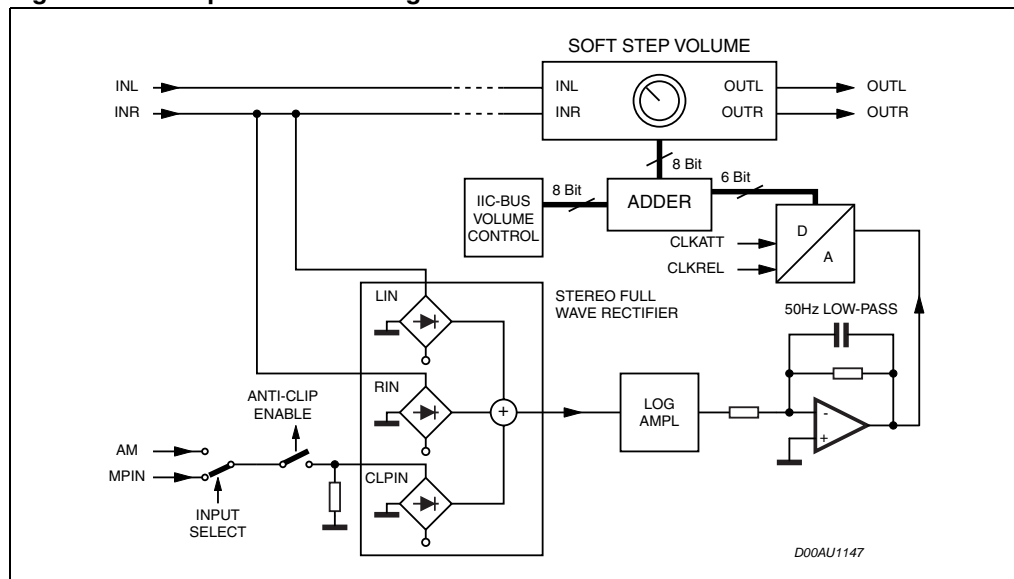 SOFT STEP VOLUME
INL
INL
OUTL
OUTL
INR
INR
OUTR
OUTR
8 Bit
8 Bit
6 Bit
IIC-BUS
VOLUME
CONTROL
ADDER
D
A
CLKATT
CLKREL
LIN
STEREO FULL
WAVE RECTIFIER
50Hz LOW-PASS
RIN
ANTI-CLIP
ENABLE
+
LOG
AMPL
-
+
AM
MPIN
CLPIN
INPUT
SELECT
D00AU1147